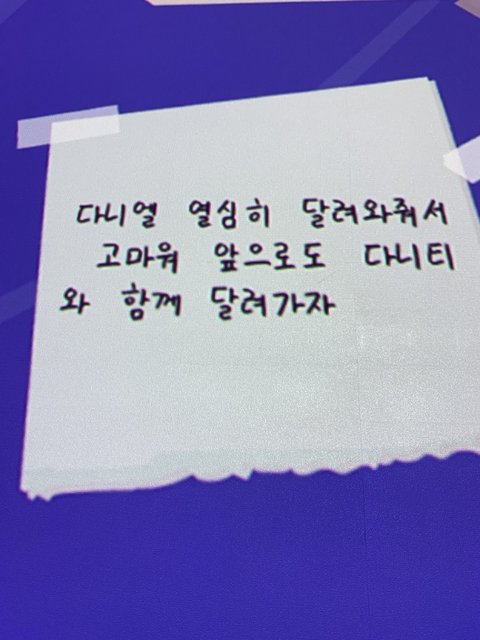 다니엘 열심히 달려와줘서
고마워 앞으로도 다니티
와 함께 달려가자